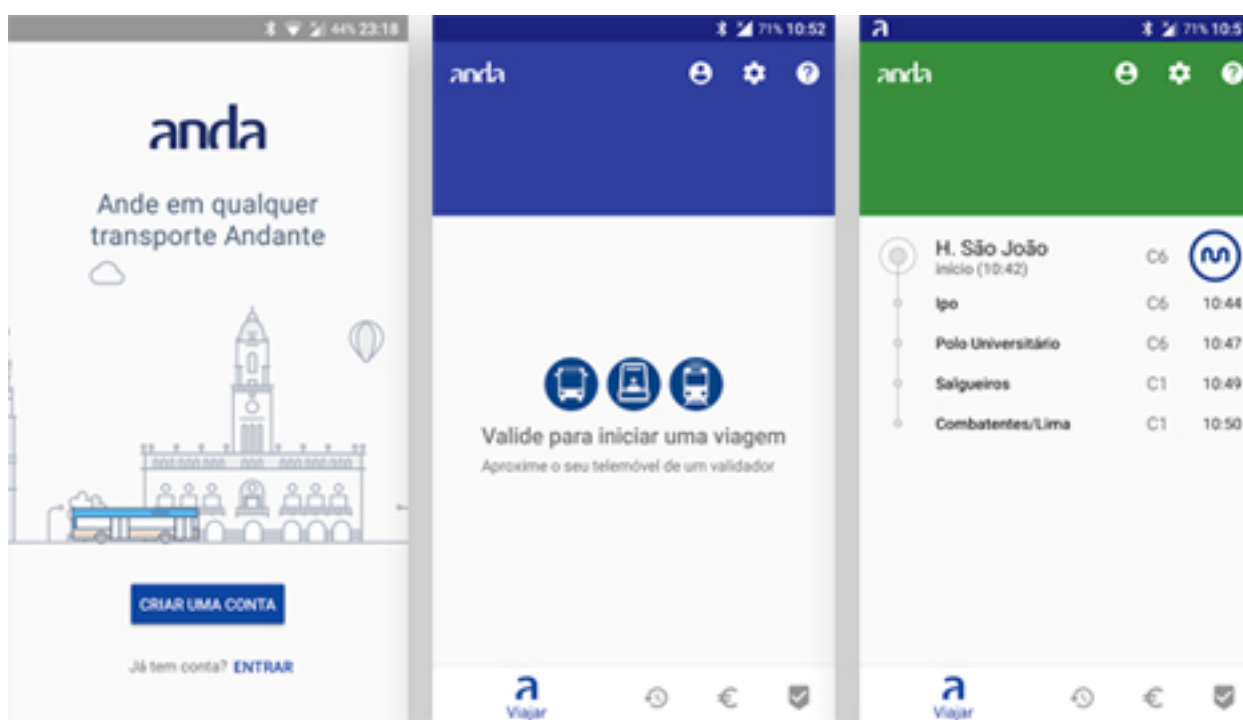 44% 23:18
anda
Ande em qualquer
transporte Andante
CRIAR UMA CONTA
Já tem conta? ENTRAR
71% 10:52
anda
Valide para iniciar uma viagem
Aproxime o seu telemóvel de um validador
a
Viajar
€
a
71% 10:5
anda
H. São João C6
início (10:42)
Ipo C6 10:44
Polo Universitário C6 10:47
Salgueiros C1 10:49
Combatentes/Lima C1 10:50
a
Viajar
€